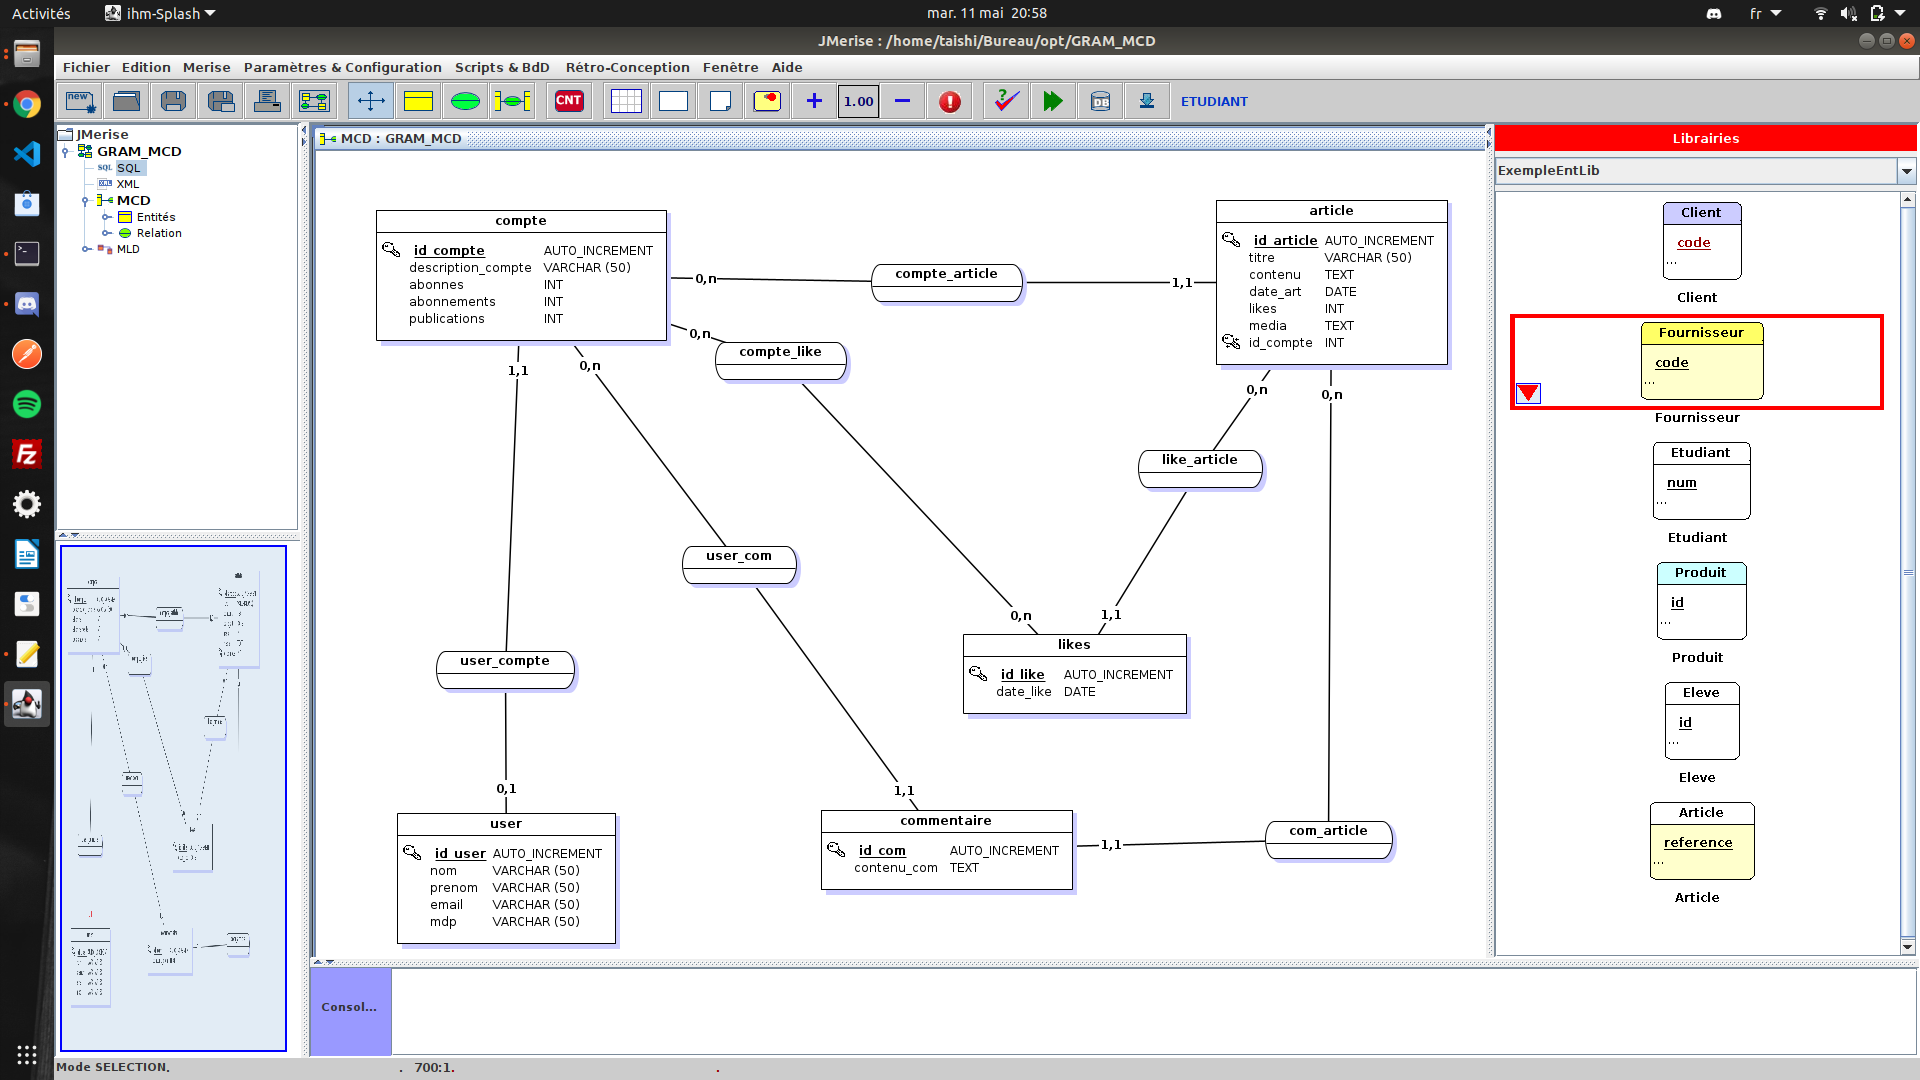 Activités
ihm-Splash
mar. 11 mai 20:58
fr
JMerise : /home/taishi/Bureau/opt/GRAM_MCD
Fichier Edition Merise Paramètres & Configuration Scripts & BdD Rétro-Conception Fenêtre Aide
new
CNT
1.00
DB
ETUDIANT
JMerise
GRAM_MCD
SQL SQL
XML
MCD
Entités
Relation
MLD
MCD : GRAM_MCD
compte
id_compte AUTO_INCREMENT
description_compte VARCHAR (50)
abonnes INT
abonnements INT
publications INT
0,n
compte_article
1,1
article
id_article AUTO_INCREMENT
titre VARCHAR (50)
contenu TEXT
date_art DATE
likes INT
media TEXT
id_compte INT
0,n
compte_like
1,1
0,n
0,n
0,n
like_article
user_com
0,n
1,1
likes
id_like AUTO_INCREMENT
date_like DATE
user_compte
0,1
1,1
user
id_user AUTO_INCREMENT
nom VARCHAR (50)
prenom VARCHAR (50)
email VARCHAR (50)
mdp VARCHAR (50)
commentaire
id_com AUTO_INCREMENT
contenu_com TEXT
1,1
com_article
Librairies
ExempleEntLib
Client
code
...
Client
Fournisseur
code
...
Fournisseur
Etudiant
num
...
Etudiant
Produit
id
...
Produit
Eleve
id
...
Eleve
Article
reference
...
Article
Consol...
Mode SELECTION.
. 700:1.
.